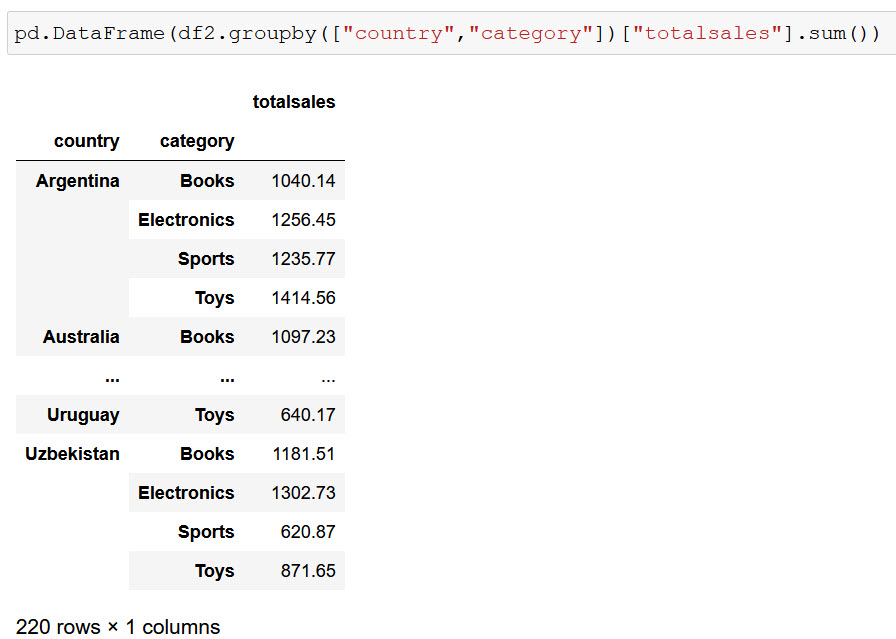 pd.DataFrame(df2.groupby(["country","category"])["totalsales"].sum())
totalsales
country category
Argentina Books 1040.14
Electronics 1256.45
Sports 1235.77
Toys 1414.56
Australia Books 1097.23
... ... ...
Uruguay Toys 640.17
Uzbekistan Books 1181.51
Electronics 1302.73
Sports 620.87
Toys 871.65
220 rows × 1 columns